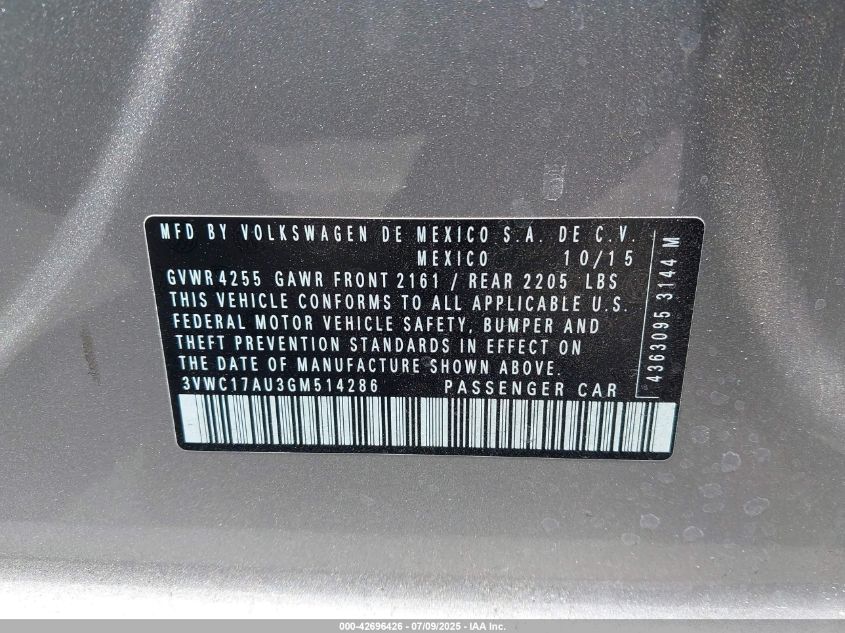 MFD BY VOLKSWAGEN DE MEXICO S.A. DE C.V.
MEXICO 10/15
GVWR 4255 GAWR FRONT 2161 / REAR 2205 LBS
THIS VEHICLE CONFORMS TO ALL APPLICABLE U.S.
FEDERAL MOTOR VEHICLE SAFETY, BUMPER AND
THEFT PREVENTION STANDARDS IN EFFECT ON
THE DATE OF MANUFACTURE SHOWN ABOVE.
3VWC17AU3GM514286 PASSENGER CAR
4363095 3144 M
000-42696426 - 07/09/2025 - IAA Inc.